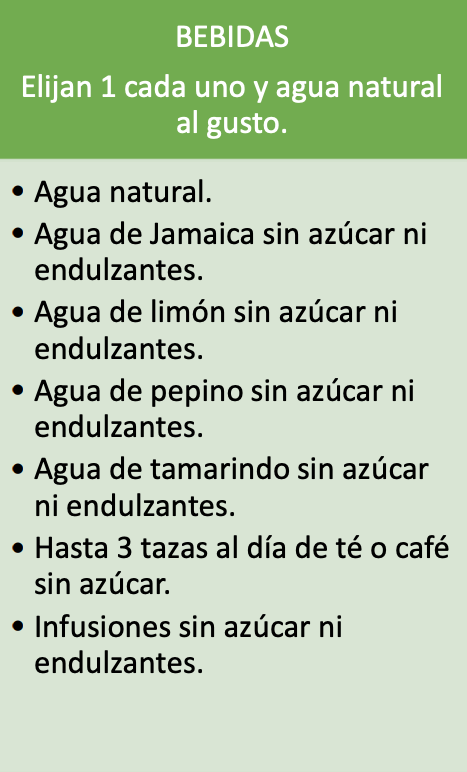 BEBIDAS
Elijan 1 cada uno y agua natural
al gusto.
• Agua natural.
• Agua de Jamaica sin azúcar ni
endulzantes.
• Agua de limón sin azúcar ni
endulzantes.
• Agua de pepino sin azúcar ni
endulzantes.
• Agua de tamarindo sin azúcar
ni endulzantes.
• Hasta 3 tazas al día de té o café
sin azúcar.
• Infusiones sin azúcar ni
endulzantes.